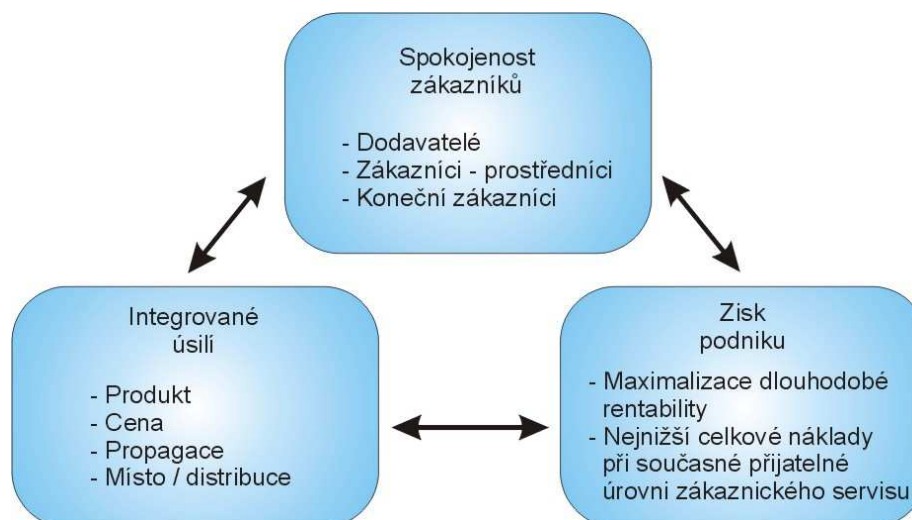 Spokojenost
zákazníků
- Dodavatelé
- Zákazníci - prostředníci
- Koneční zákazníci
Integrované
úsilí
- Produkt
- Cena
- Propagace
- Místo / distribuce
Zisk
podniku
- Maximalizace dlouhodobé
rentability
- Nejnižší celkové náklady
při současné přijatelné
úrovni zákaznického servisu